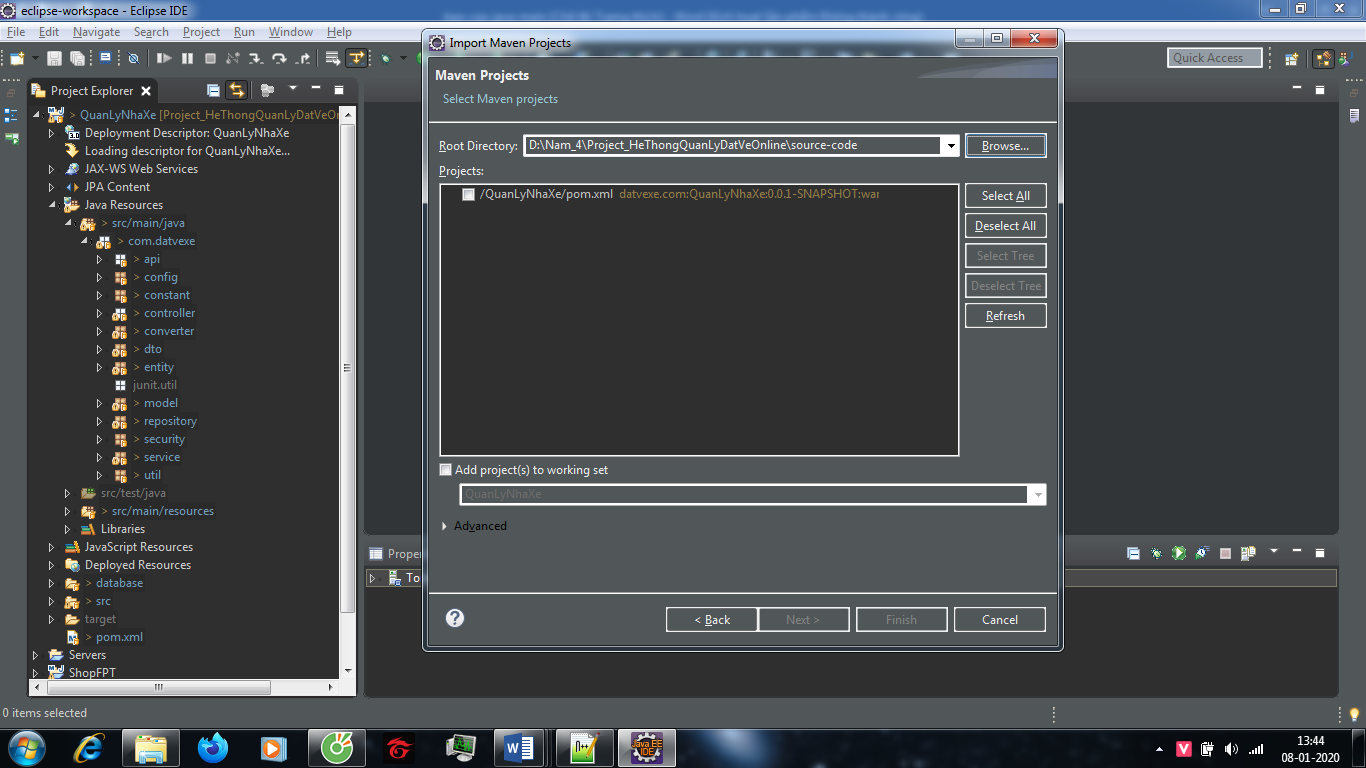 eclipse-workspace - Eclipse IDE
File Edit Navigate Search Project Run Window Help
Quick Access
Project Explorer
> QuanLyNhaXe [Project_HeThongQuanLyDatVeOn
Deployment Descriptor: QuanLyNhaXe
Loading descriptor for QuanLyNhaXe...
JAX-WS Web Services
JPA Content
Java Resources
> src/main/java
> com.datvexe
> api
> config
> constant
> controller
> converter
> dto
> entity
junit.util
> model
> repository
> security
> service
> util
src/test/java
> src/main/resources
Libraries
JavaScript Resources
Deployed Resources
> database
> src
target
> pom.xml
Servers
ShopFPT
0 items selected
Import Maven Projects
Maven Projects
Select Maven projects
Root Directory: D:\Nam_4\Project_HeThongQuanLyDatVeOnline\source-code Browse...
Projects:
/QuanLyNhaXe/pom.xml datvexe.com:QuanLyNhaXe:0.0.1-SNAPSHOT:war
Select All
Deselect All
Select Tree
Deselect Tree
Refresh
Add project(s) to working set
QuanLyNhaXe
Advanced
< Back Next > Finish Cancel
Proper
To
Java EE
IDE
13:44
08-01-2020